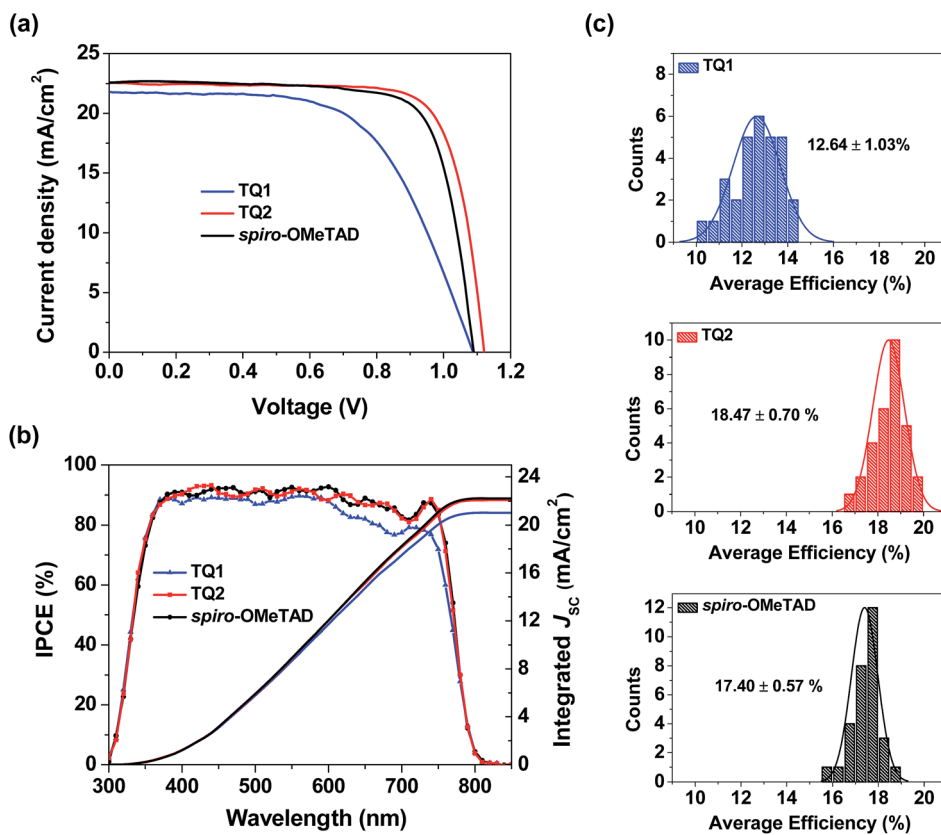 (a)
25
20
15
10
5
0
Current density (mA/cm²)
TQ1
TQ2
spiro-OMeTAD
0.0 0.2 0.4 0.6 0.8 1.0 1.2
Voltage (V)
(b)
100
80
60
40
20
0
IPCE (%)
TQ1
TQ2
spiro-OMeTAD
24
20
16
12
8
4
0
Integrated JSC (mA/cm²)
300 400 500 600 700 800
Wavelength (nm)
(c)
TQ1
12.64 ± 1.03%
8
6
4
2
0
Counts
10 12 14 16 18 20
Average Efficiency (%)
TQ2
18.47 ± 0.70 %
10
8
6
4
2
0
Counts
10 12 14 16 18 20
Average Efficiency (%)
spiro-OMeTAD
17.40 ± 0.57 %
12
10
8
6
4
2
0
Counts
10 12 14 16 18 20
Average Efficiency (%)